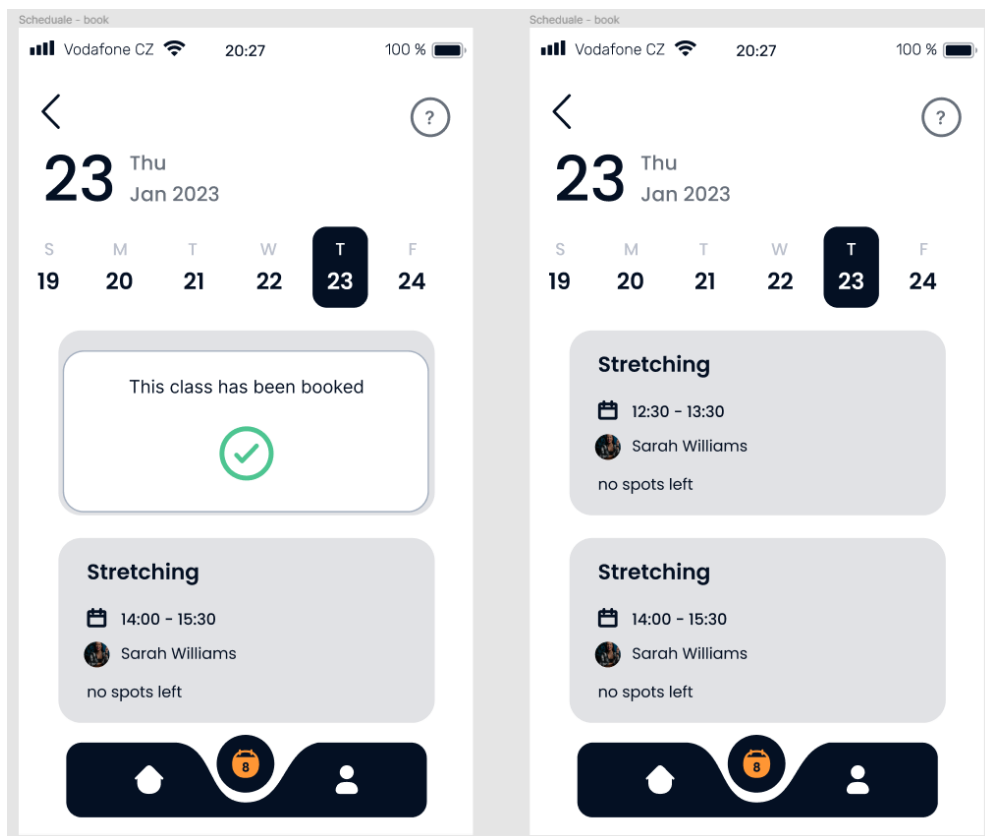 Scheduale - book
Vodafone CZ 20:27 100 %
?
23 Thu
Jan 2023
S M T W T F
19 20 21 22 23 24
This class has been booked
Stretching
14:00 - 15:30
Sarah Williams
no spots left
8
Scheduale - book
Vodafone CZ 20:27 100 %
?
23 Thu
Jan 2023
S M T W T F
19 20 21 22 23 24
Stretching
12:30 - 13:30
Sarah Williams
no spots left
Stretching
14:00 - 15:30
Sarah Williams
no spots left
8